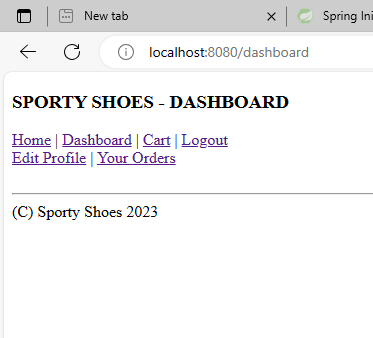 New tab
Spring Ini
localhost:8080/dashboard
SPORTY SHOES - DASHBOARD
Home | Dashboard | Cart | Logout
Edit Profile | Your Orders
(C) Sporty Shoes 2023